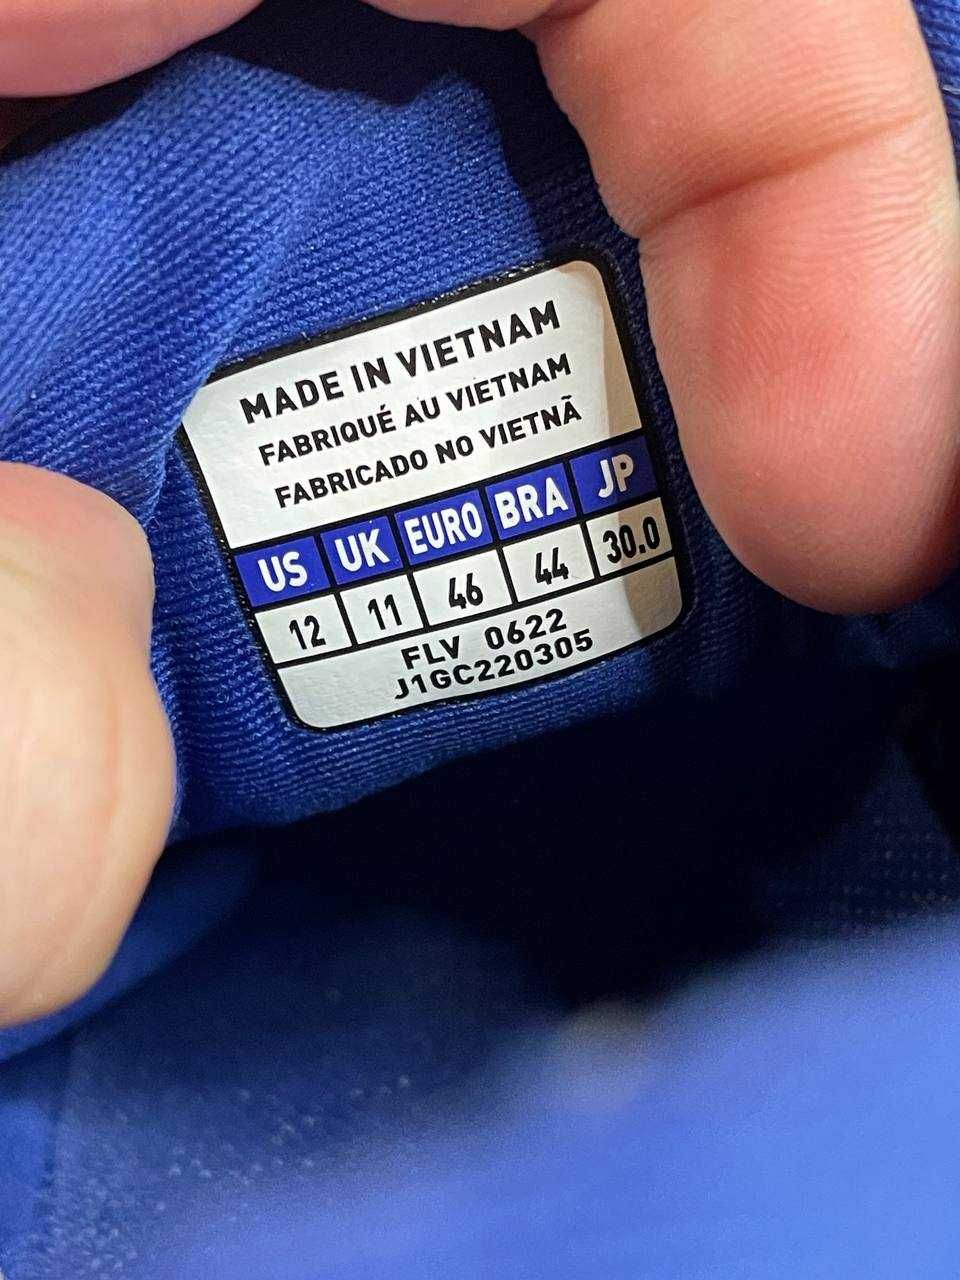 MADE IN VIETNAM
FABRIQUÉ AU VIETNAM
FABRICADO NO VIETNÃ
US UK EURO BRA JP
12 11 46 44 30.0
FLV 0622
J1GC220305